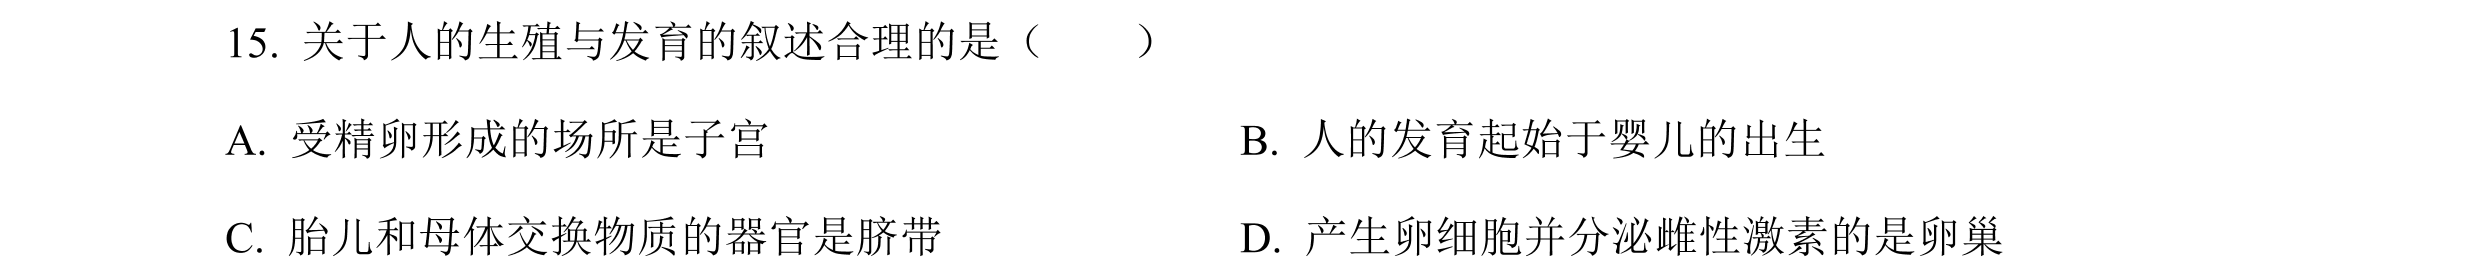 15. 关于人的生殖与发育的叙述合理的是（　　）
A. 受精卵形成的场所是子宫　　B. 人的发育起始于婴儿的出生
C. 胎儿和母体交换物质的器官是脐带　　D. 产生卵细胞并分泌雌性激素的是卵巢